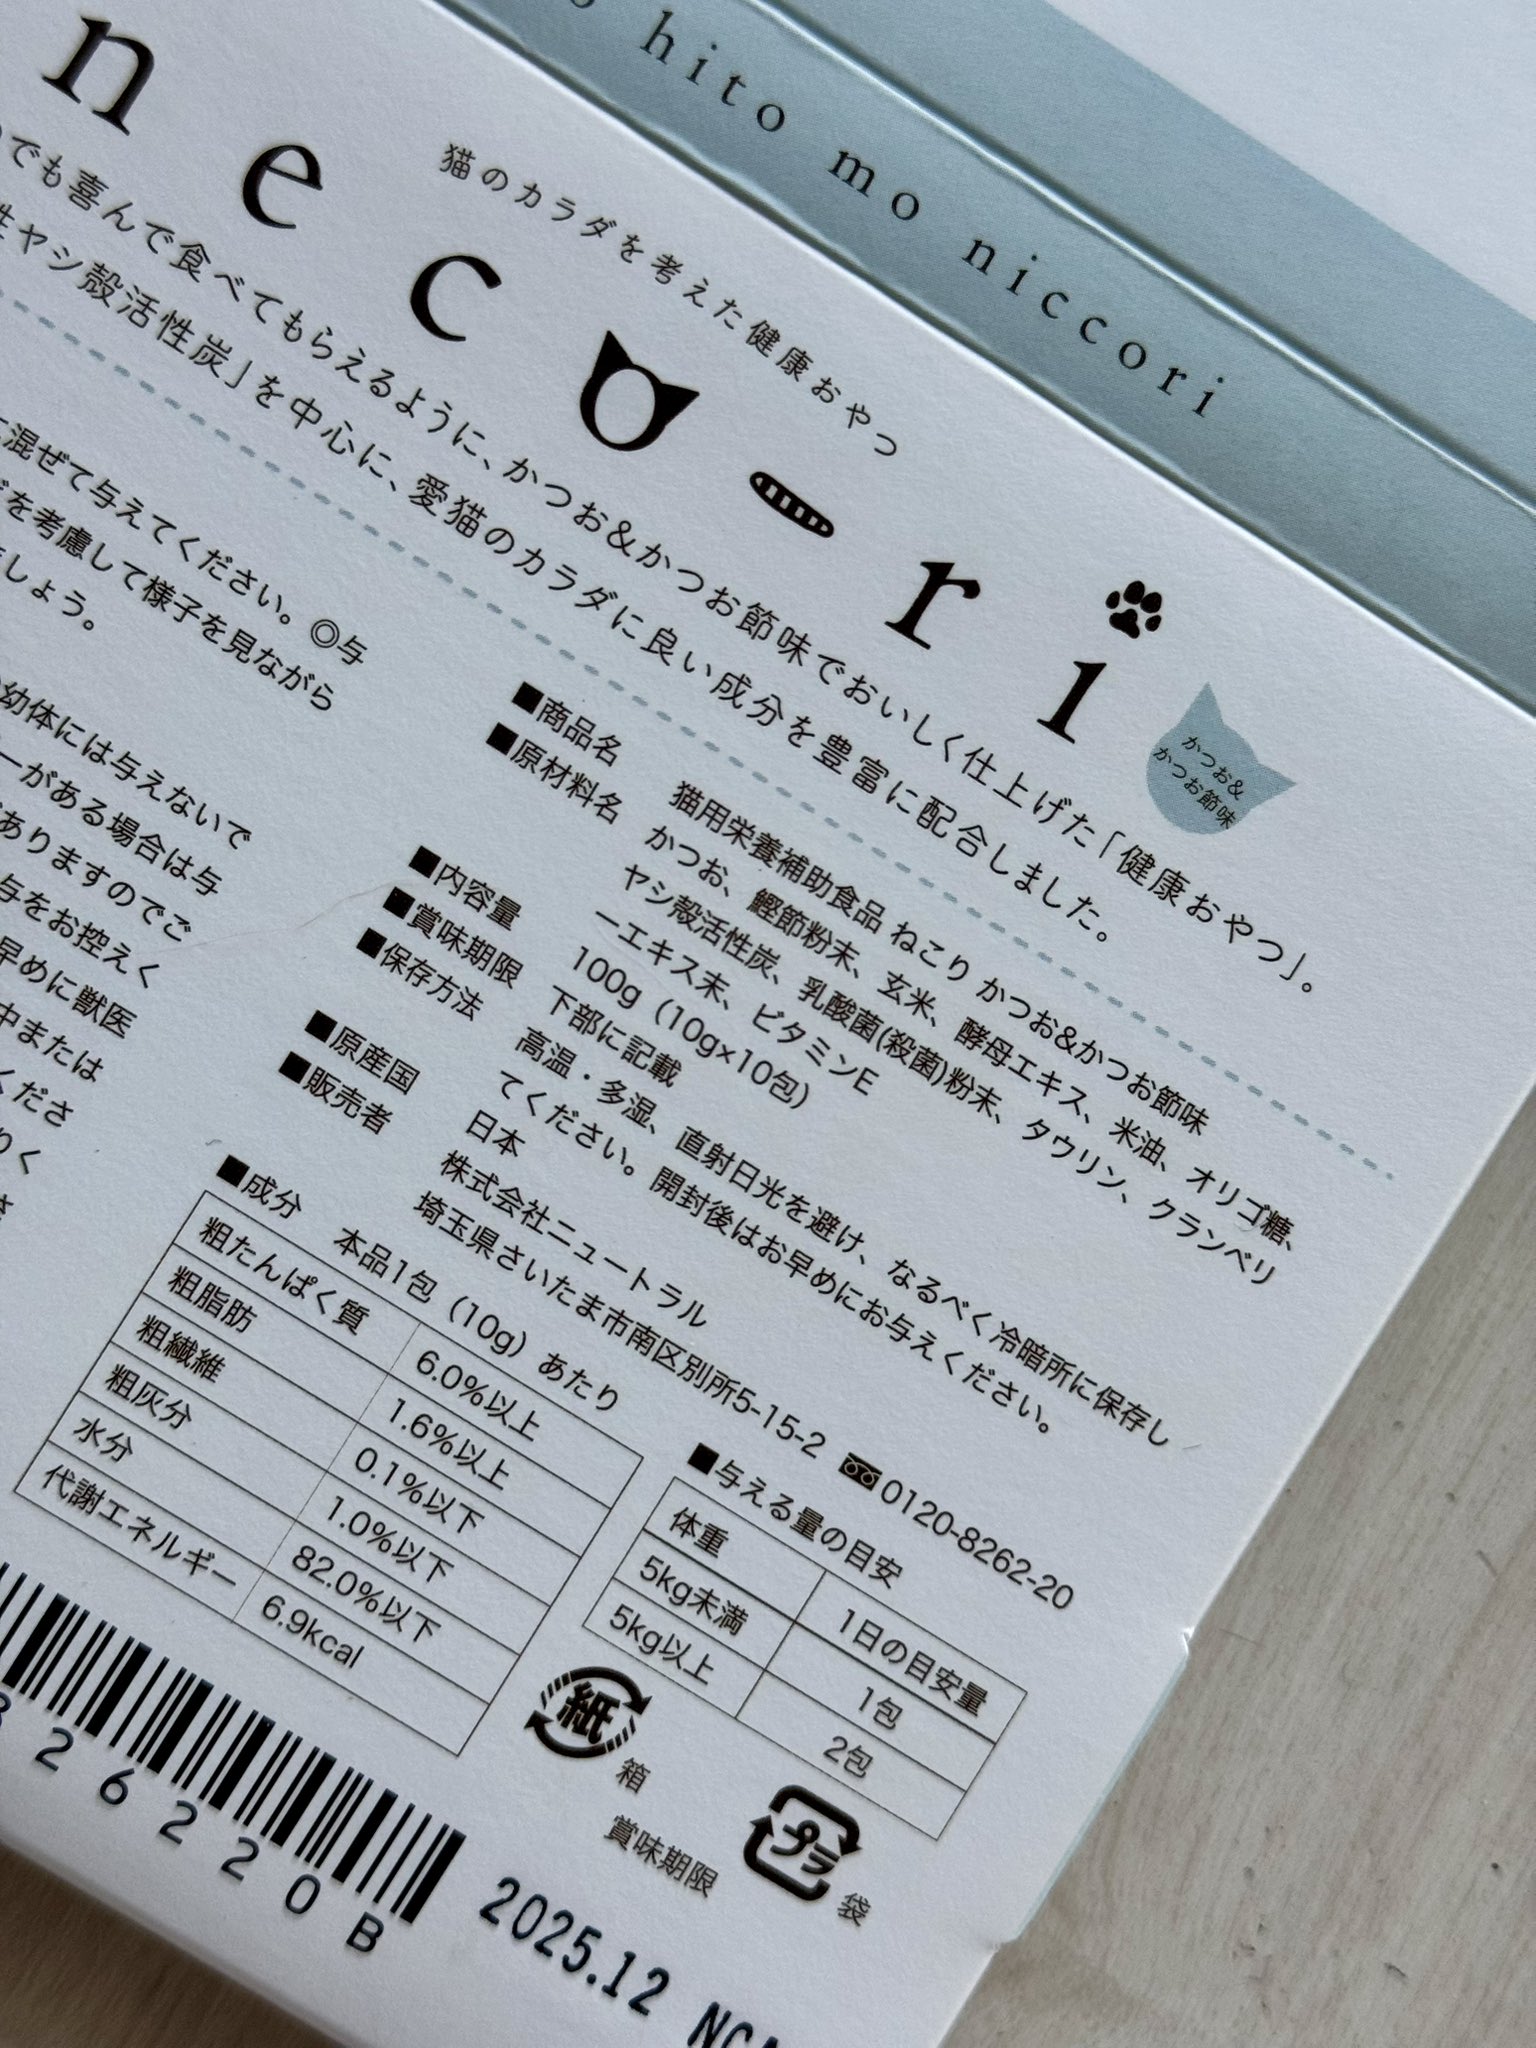 hito mo niccori
猫のカラダを考えた健康おやつ
nec ri
でも喜んで食べてもらえるように、かつお&かつお節味でおいしく仕上げた「健康おやつ」。
ヤシ殻活性炭」を中心に、愛猫のカラダに良い成分を豊富に配合しました。
かつお&
かつお節味
混ぜて与えてください。◎与
を考慮して様子を見ながら
しょう。
幼体には与えないで
ーがある場合は与
ありますのでご
与をお控えく
早めに獣医
中または
くださ
りく
■商品名 猫用栄養補助食品 ねこり かつお&かつお節味
■原材料名 かつお、鰹節粉末、玄米、酵母エキス、米油、オリゴ糖、
ヤシ殻活性炭、乳酸菌(殺菌)粉末、タウリン、クランベリ
ーエキス末、ビタミンE
■内容量 100g（10g×10包）
■賞味期限 下部に記載
■保存方法 高温・多湿、直射日光を避け、なるべく冷暗所に保存し
てください。開封後はお早めにお与えください。
■原産国 日本
■販売者 株式会社ニュートラル
埼玉県さいたま市南区別所5-15-2 0120-8262-20
■成分 本品1包（10g）あたり
粗たんぱく質 6.0%以上
粗脂肪 1.6%以上
粗繊維 0.1%以下
粗灰分 1.0%以下
水分 82.0%以下
代謝エネルギー 6.9kcal
■与える量の目安
体重 1日の目安量
5kg未満 1包
5kg以上 2包
紙 箱
プラ 袋
26220B
賞味期限
2025.12 NCA